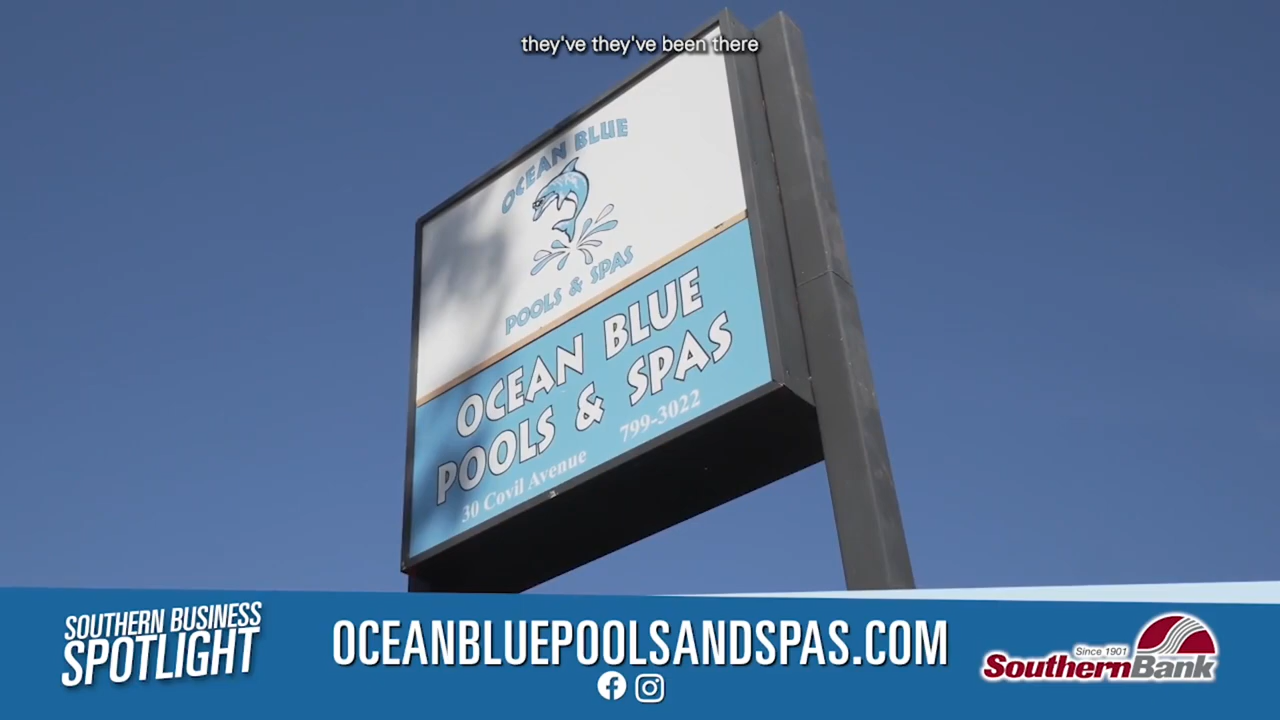 they've they've been there
OCEAN BLUE
POOLS & SPAS
OCEAN BLUE
POOLS & SPAS
799-3022
30 Covil Avenue
SOUTHERN BUSINESS
SPOTLIGHT
OCEANBLUEPOOLSANDSPAS.COM
Since 1901
SouthernBank